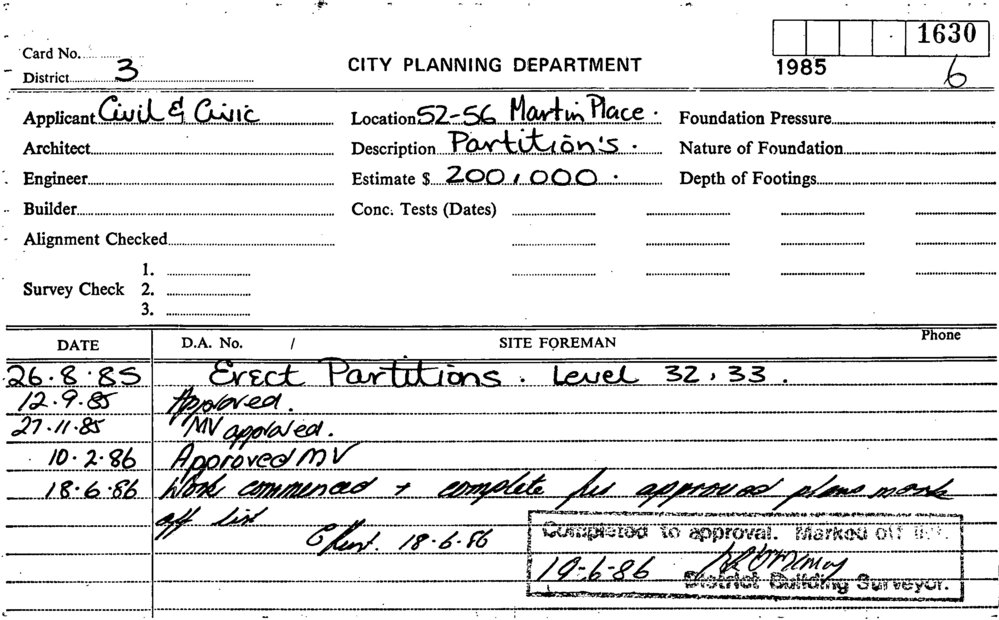 1630
Card No.
District 3
CITY PLANNING DEPARTMENT
1985
6
Applicant Civil & Civic
Location 52-56 Martin Place.
Foundation Pressure
Architect
Description Partition's.
Nature of Foundation
Engineer
Estimate $ 200,000.
Depth of Footings
Builder
Conc. Tests (Dates)
Alignment Checked
1.
Survey Check 2.
3.
DATE D.A. No. / SITE FOREMAN Phone
26.8.85 Erect Partitions. Level 32, 33.
12.9.85 Approved.
27.11.85 MV approved.
10.2.86 Approved MV
18.6.86 Work commenced + complete per approved plans mark
off list
18.6.86
Completed to approval. Marked off list.
19-6-86
District Building Surveyor.